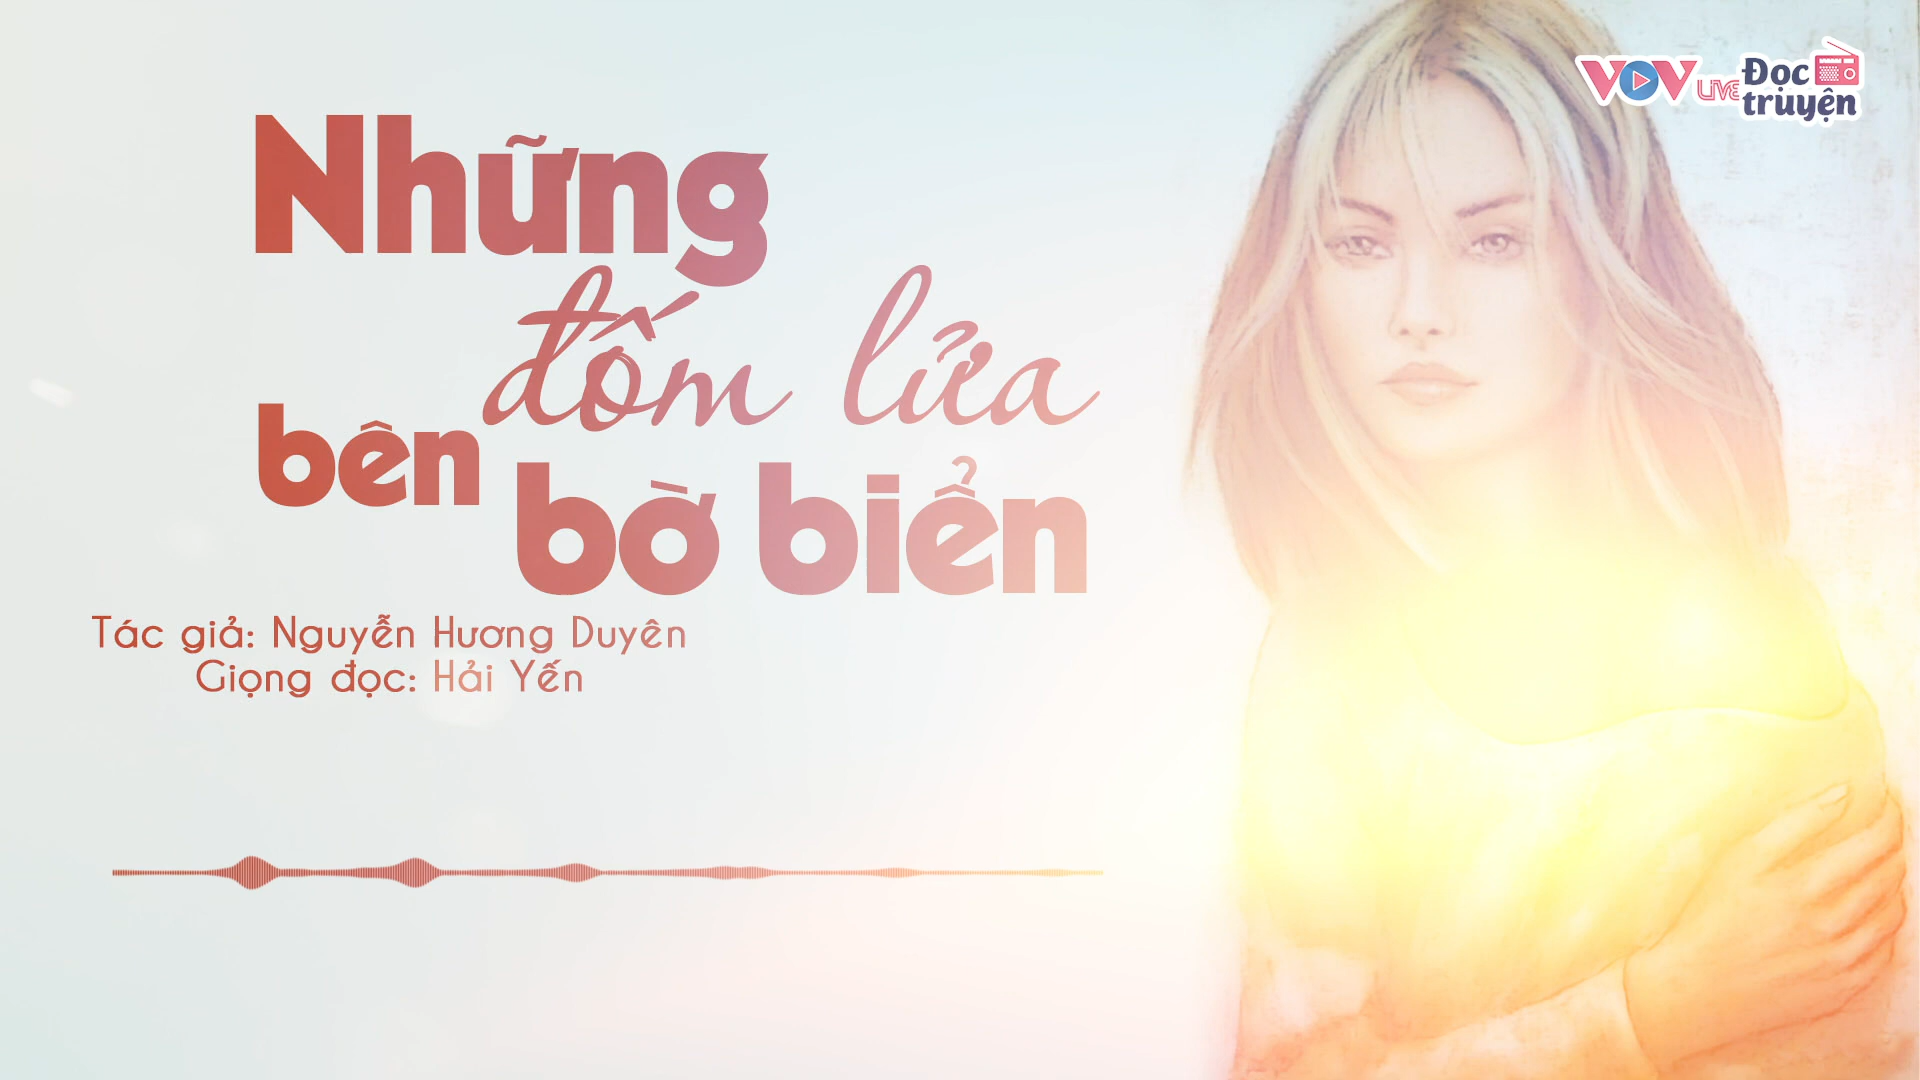 VOV LIVE Đọc
truyện
Những
đốm lửa
bên
bờ biển
Tác giả: Nguyễn Hương Duyên
Giọng đọc: Hải Yến